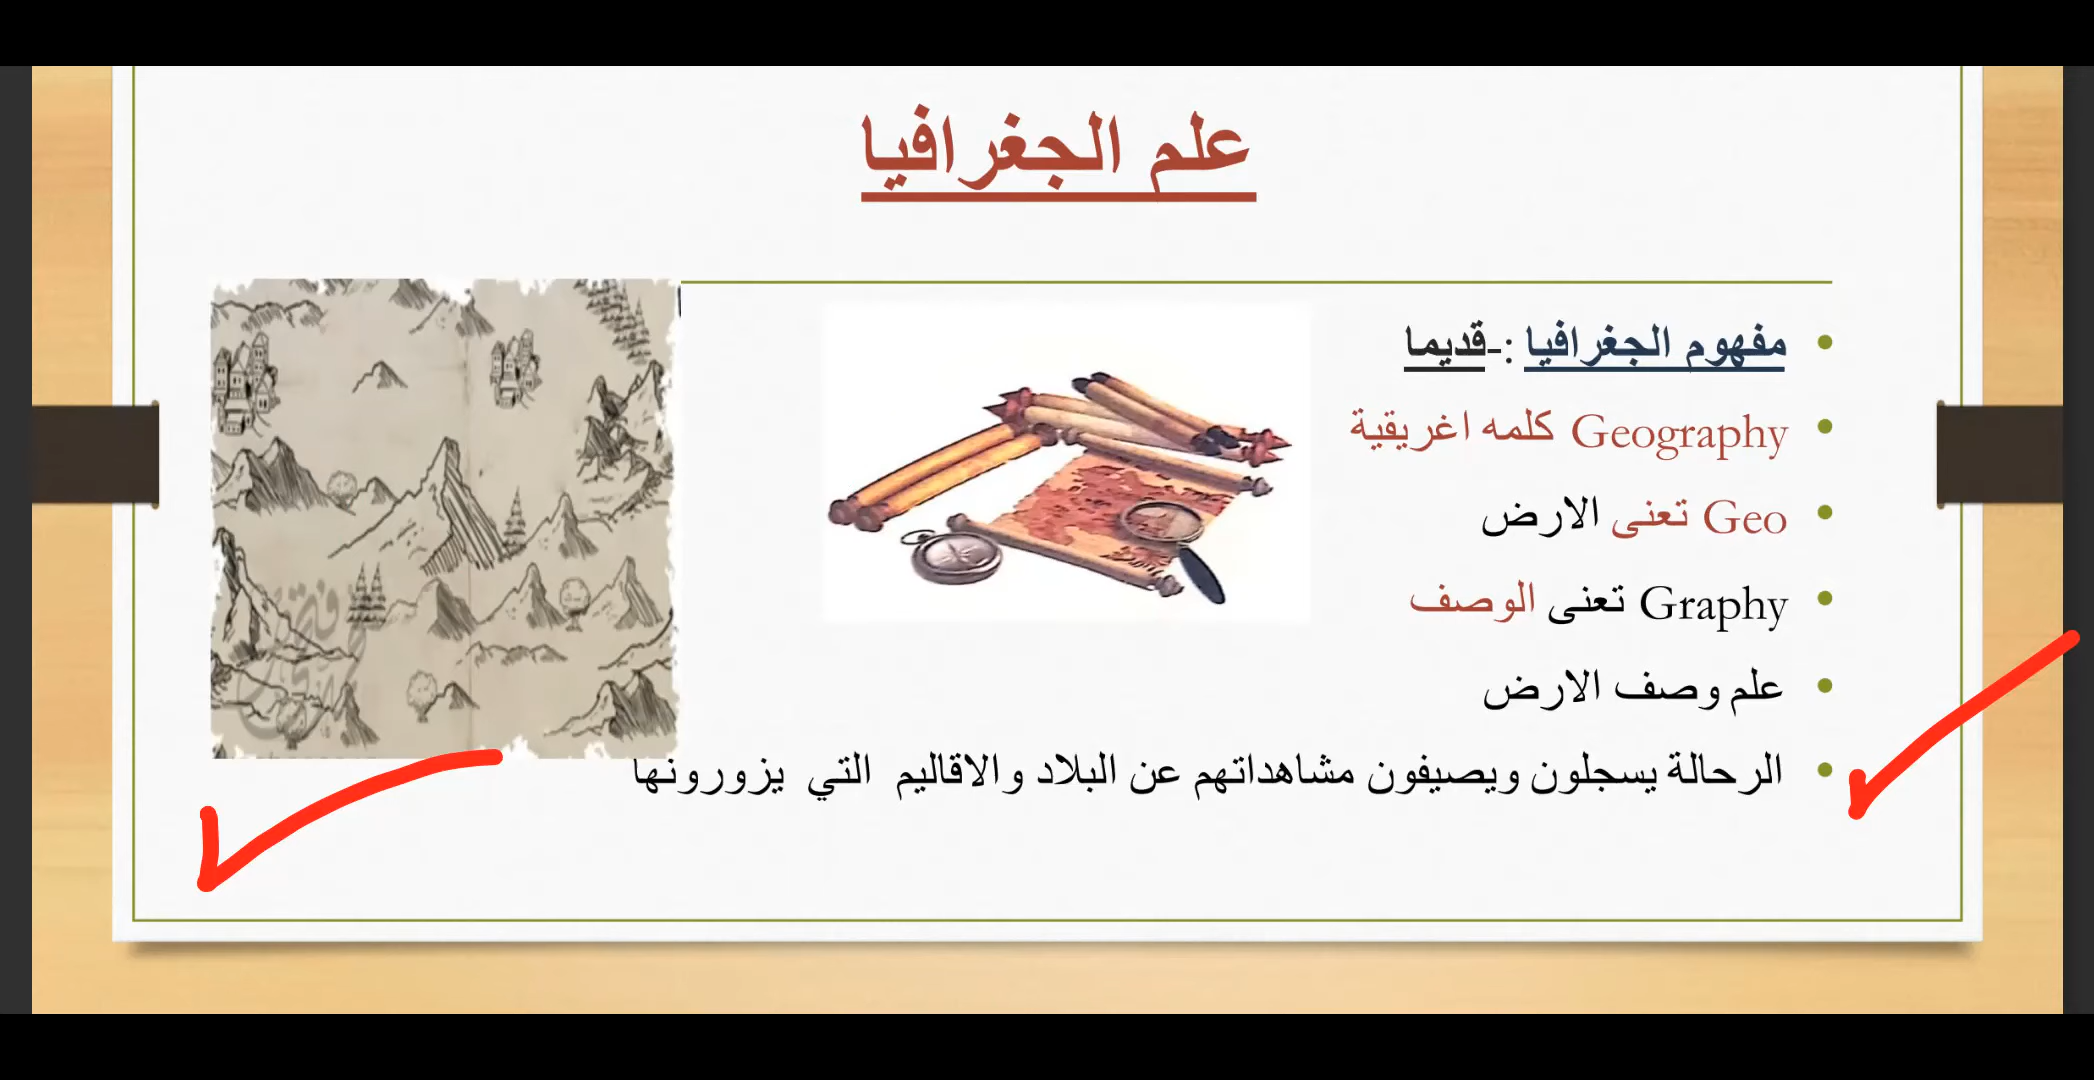 علم الجغرافيا
مفهوم الجغرافيا :-قديما
Geography كلمه اغريقية
Geo تعنى الارض
Graphy تعنى الوصف
علم وصف الارض
الرحالة يسجلون ويصيفون مشاهداتهم عن البلاد والاقاليم التي يزورونها